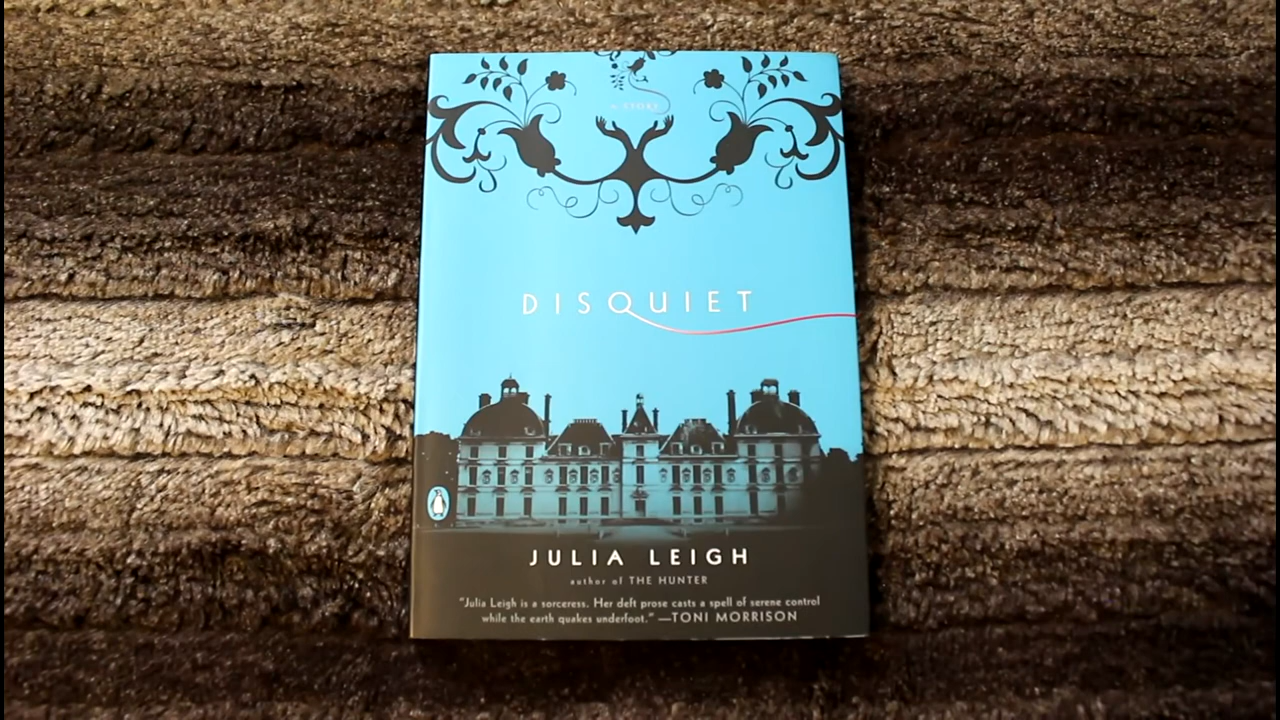 A STORY
DISQUIET
JULIA LEIGH
author of THE HUNTER
"Julia Leigh is a sorceress. Her deft prose casts a spell of serene control
while the earth quakes underfoot." —TONI MORRISON